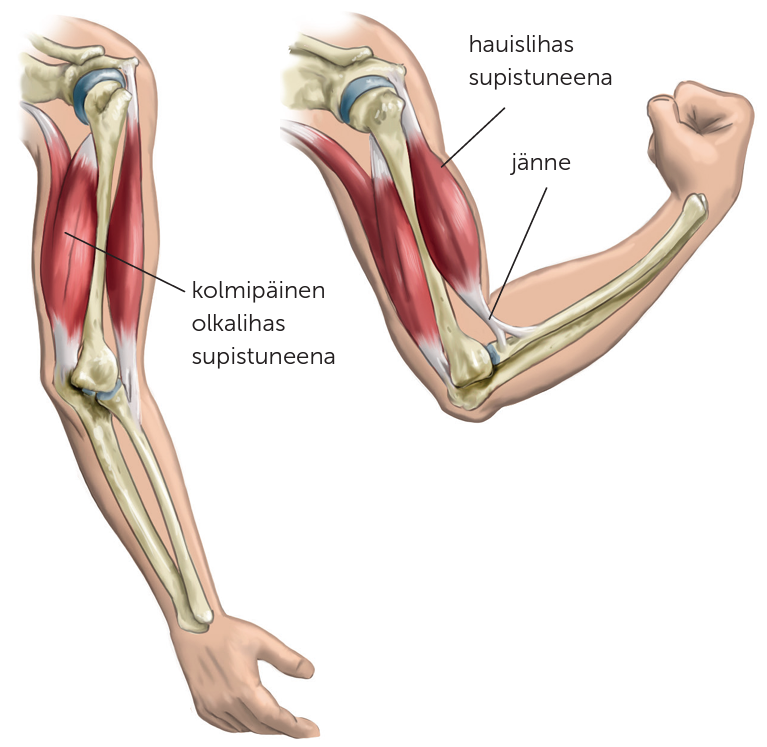 hauislihas
supistuneena
jänne
kolmipäinen
olkalihas
supistuneena